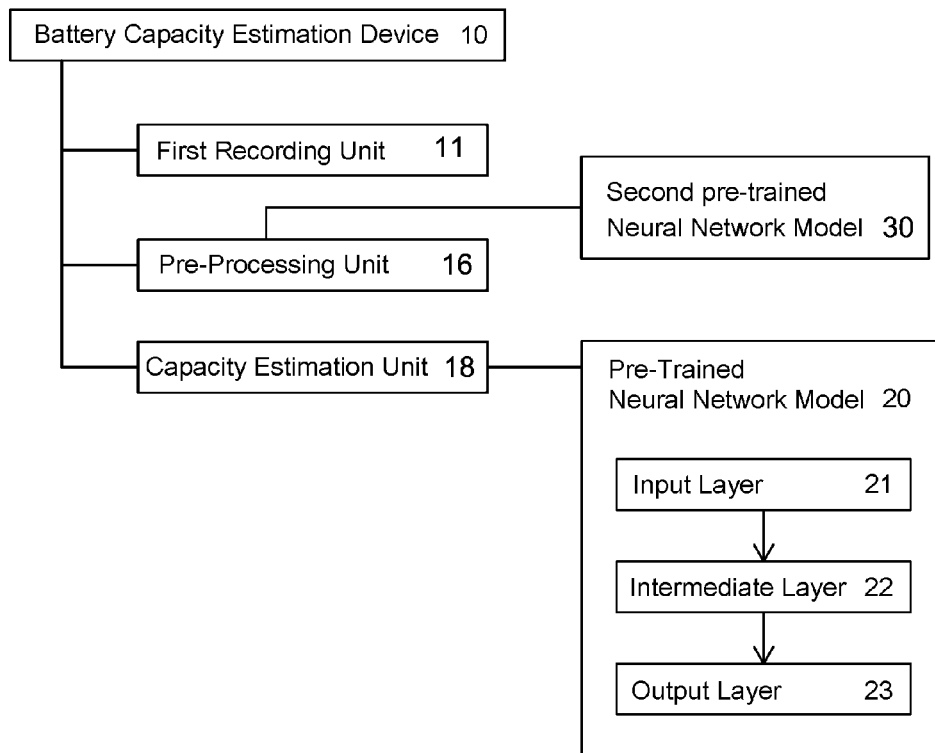 Battery Capacity Estimation Device 10
First Recording Unit 11
Second pre-trained
Neural Network Model 30
Pre-Processing Unit 16
Capacity Estimation Unit 18
Pre-Trained
Neural Network Model 20
Input Layer 21
Intermediate Layer 22
Output Layer 23